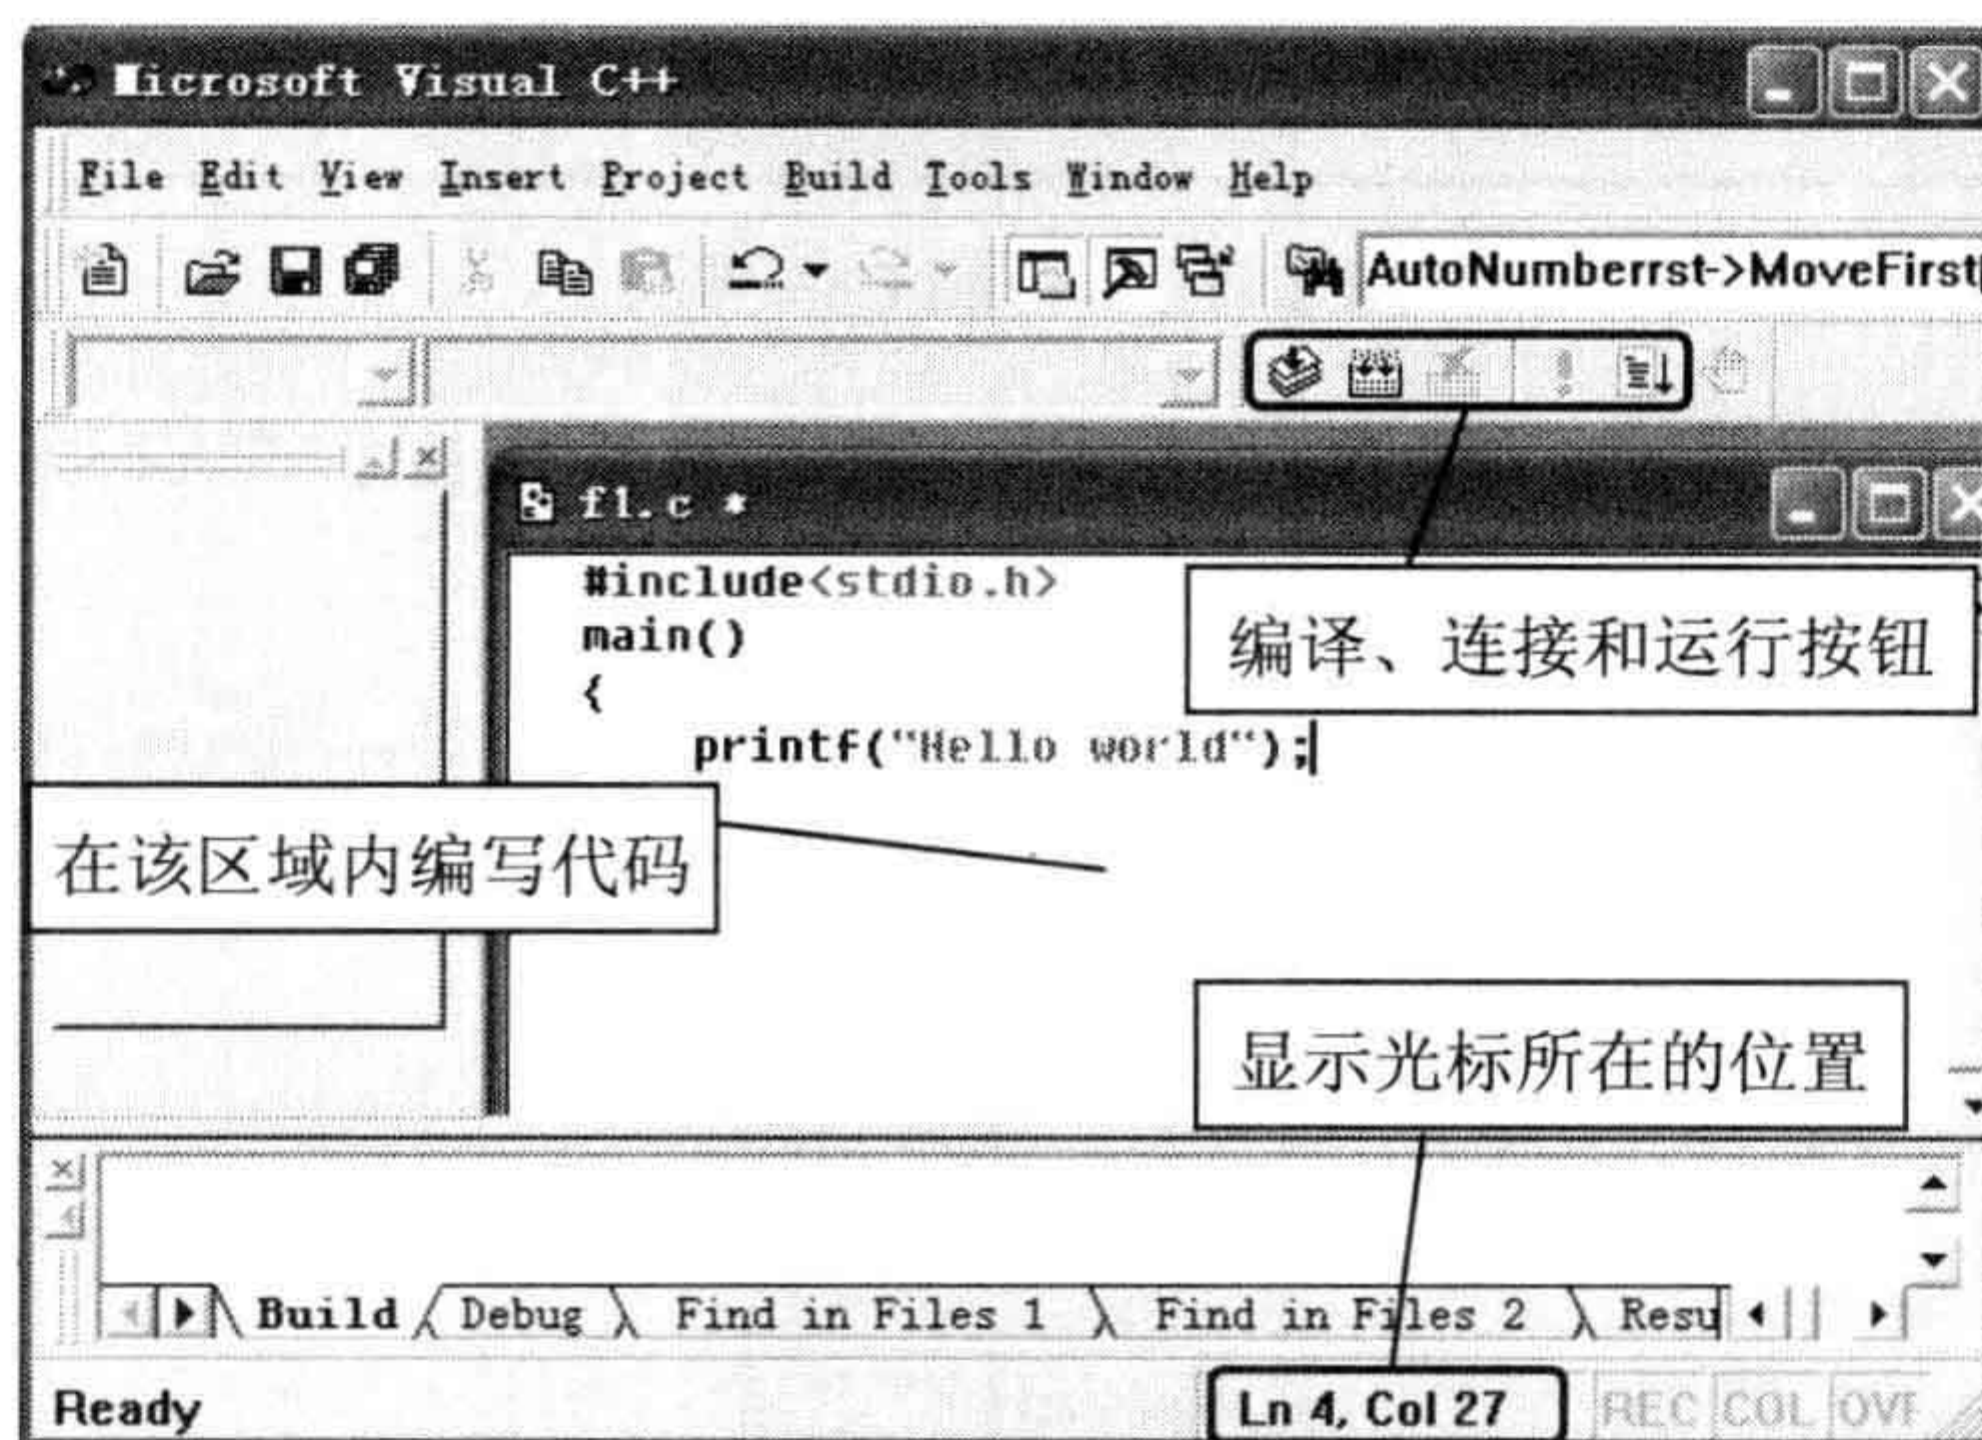 Microsoft Visual C++
File Edit View Insert Project Build Tools Window Help
AutoNumberrst->MoveFirst(
f1.c *
#include<stdio.h>
main()
{
printf("Hello world");
编译、连接和运行按钮
在该区域内编写代码
显示光标所在的位置
Build Debug Find in Files 1 Find in Files 2 Resu
Ready Ln 4, Col 27 REC COL OVR